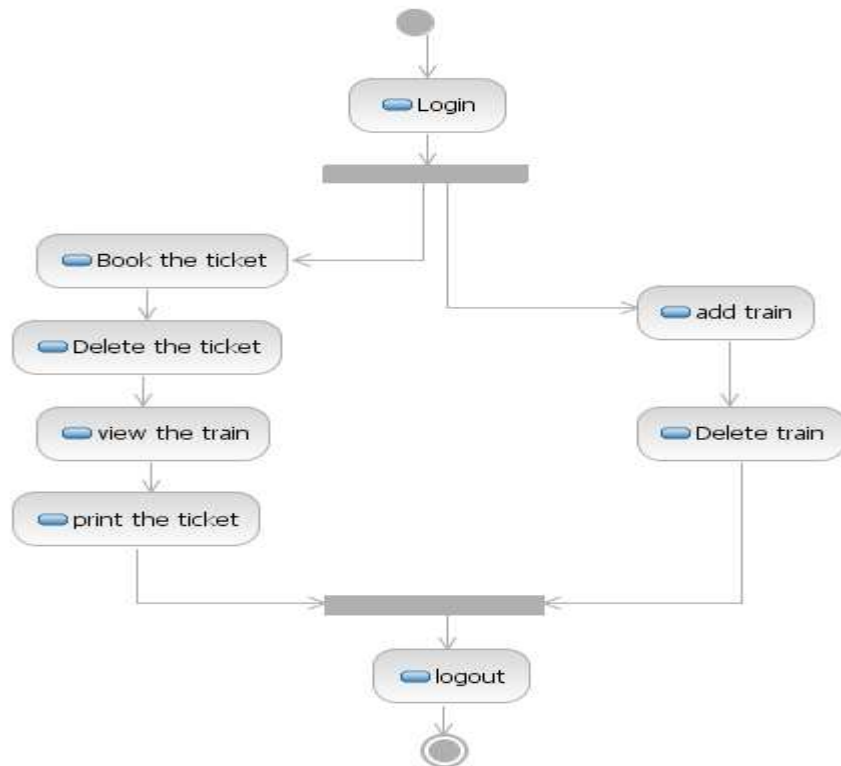 Login
Book the ticket
add train
Delete the ticket
view the train
Delete train
print the ticket
logout